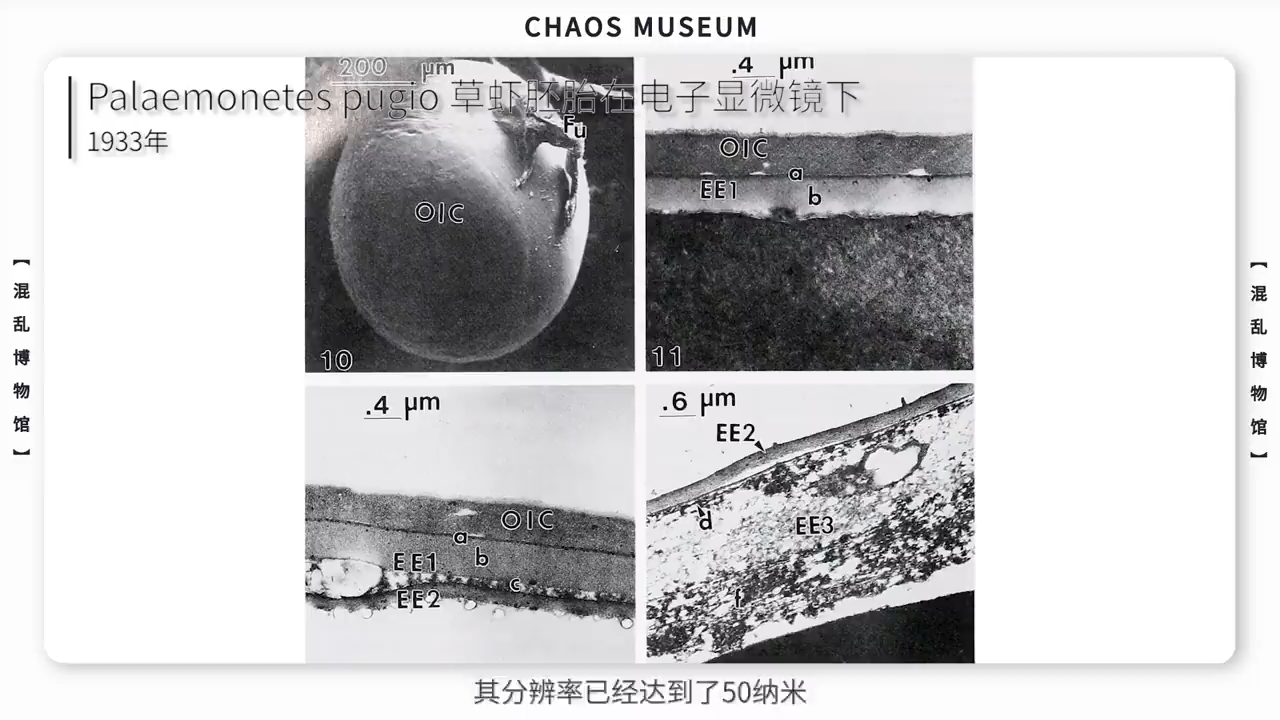 CHAOS MUSEUM
Palaemonetes pugio 草虾胚胎在电子显微镜下
1933年
200 μm
Fu
OIC
10
.4 μm
OIC
a
EE1
b
11
.4 μm
OIC
a
b
EE1
c
EE2
.6 μm
EE2
d
EE3
f
【混乱博物馆】
【混乱博物馆】
其分辨率已经达到了50纳米